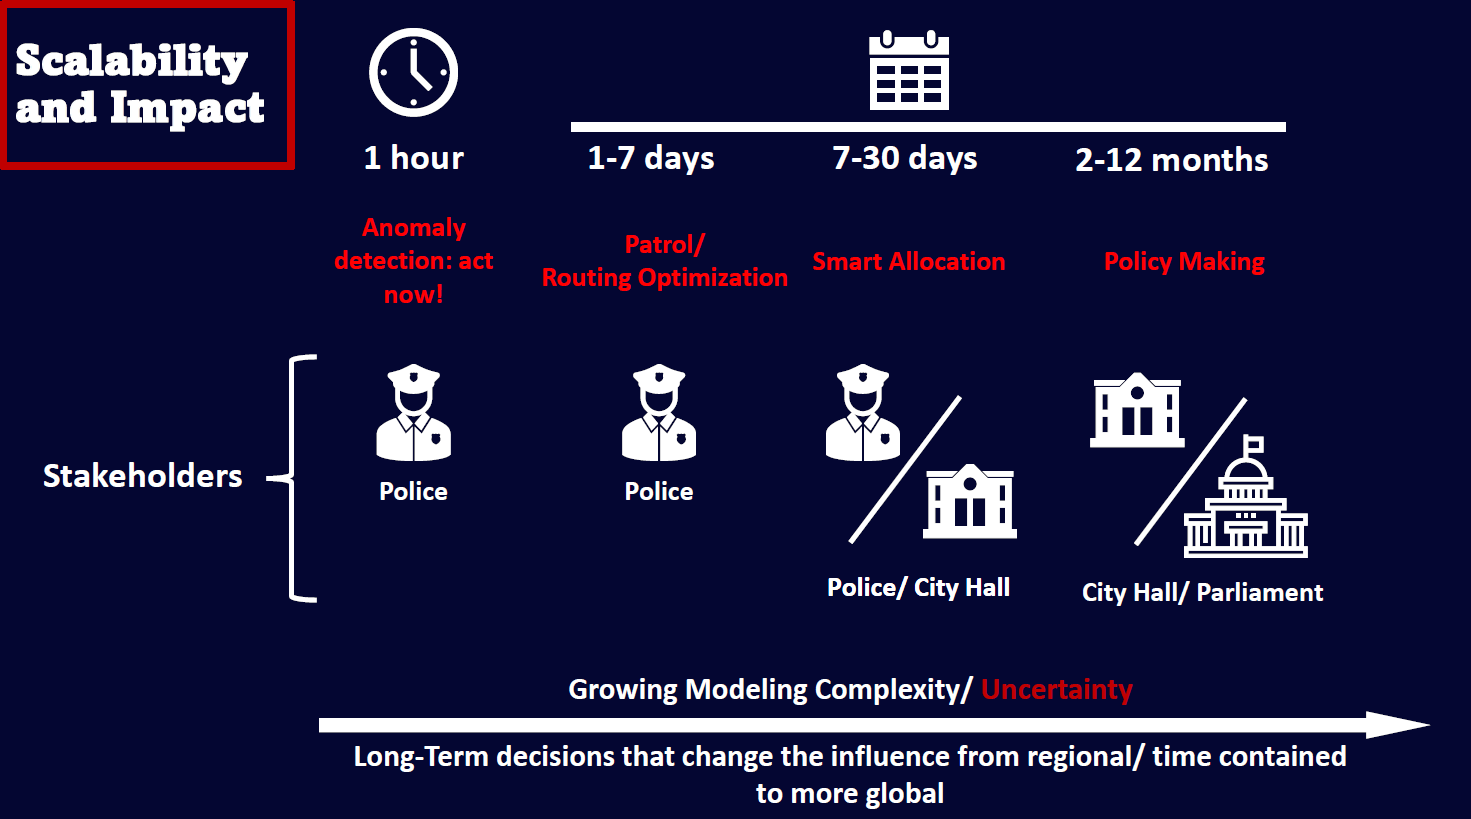 Scalability
and Impact
1 hour
1-7 days
7-30 days
2-12 months
Anomaly
detection: act
now!
Patrol/
Routing Optimization
Smart Allocation
Policy Making
Stakeholders
Police
Police
Police/ City Hall
City Hall/ Parliament
Growing Modeling Complexity/ Uncertainty
Long-Term decisions that change the influence from regional/ time contained
to more global